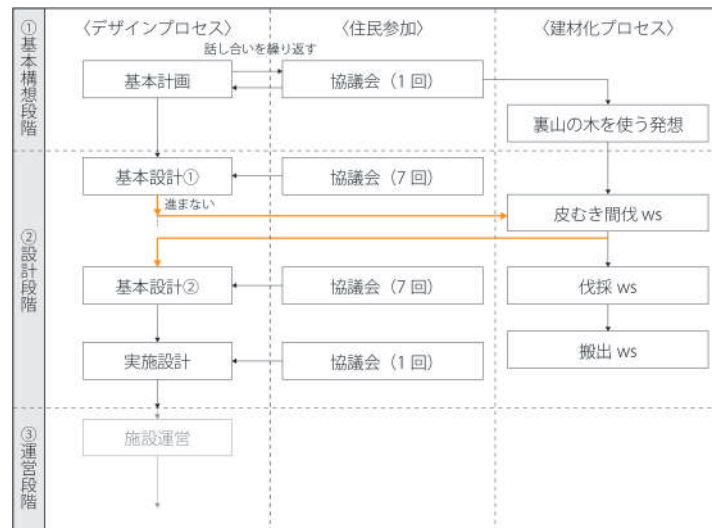 〈デザインプロセス〉
〈住民参加〉
〈建材化プロセス〉
①基本構想段階
話し合いを繰り返す
基本計画
協議会（1 回）
裏山の木を使う発想
②設計段階
基本設計①
協議会（7 回）
進まない
皮むき間伐 ws
基本設計②
協議会（7 回）
伐採 ws
実施設計
協議会（1 回）
搬出 ws
③運営段階
施設運営